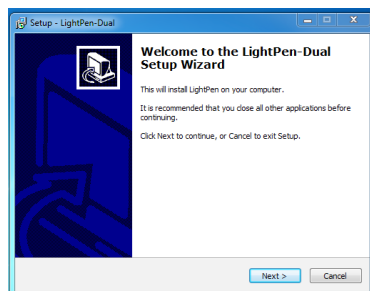 Setup - LightPen-Dual
Welcome to the LightPen-Dual
Setup Wizard
This will install LightPen on your computer.
It is recommended that you close all other applications before
continuing.
Click Next to continue, or Cancel to exit Setup.
Next >
Cancel